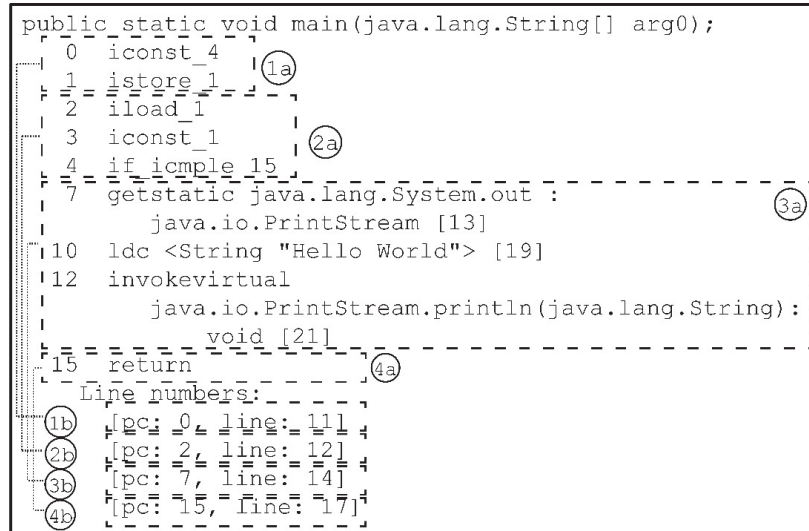 public static void main(java.lang.String[] arg0);
0 iconst_4
1 istore_1
1a
2 iload_1
3 iconst_1
2a
4 if_icmple 15
7 getstatic java.lang.System.out :
3a
java.io.PrintStream [13]
10 ldc <String "Hello World"> [19]
12 invokevirtual
java.io.PrintStream.println(java.lang.String):
void [21]
15 return
4a
Line numbers:
1b [pc: 0, line: 11]
2b [pc: 2, line: 12]
3b [pc: 7, line: 14]
4b [pc: 15, line: 17]